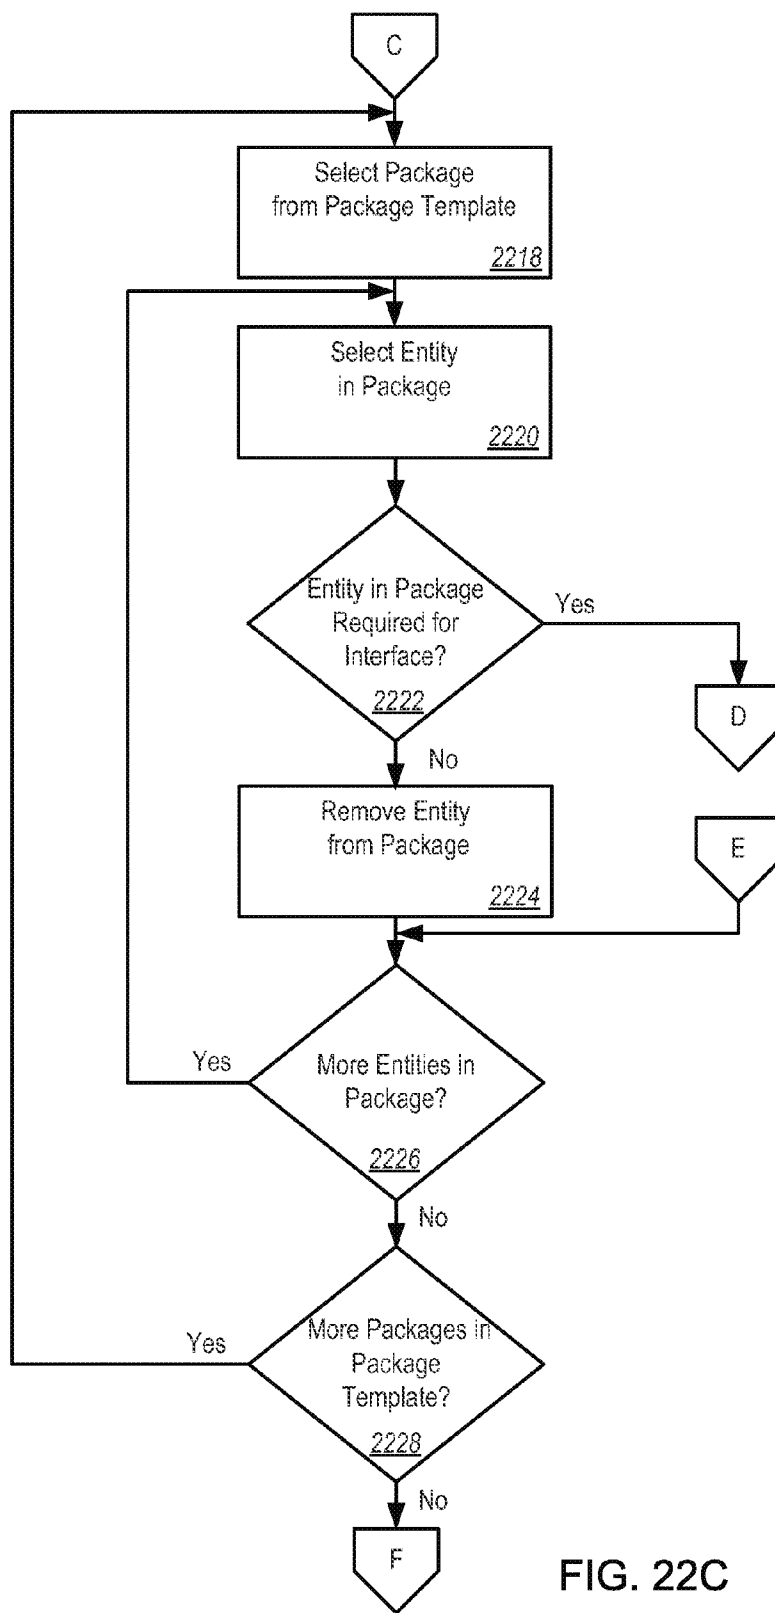 C
Select Package
from Package Template
2218
Select Entity
in Package
2220
Entity in Package
Required for
Interface?
2222
Yes
D
No
Remove Entity
from Package
2224
E
Yes
More Entities in
Package?
2226
No
Yes
More Packages in
Package
Template?
2228
No
F
FIG. 22C